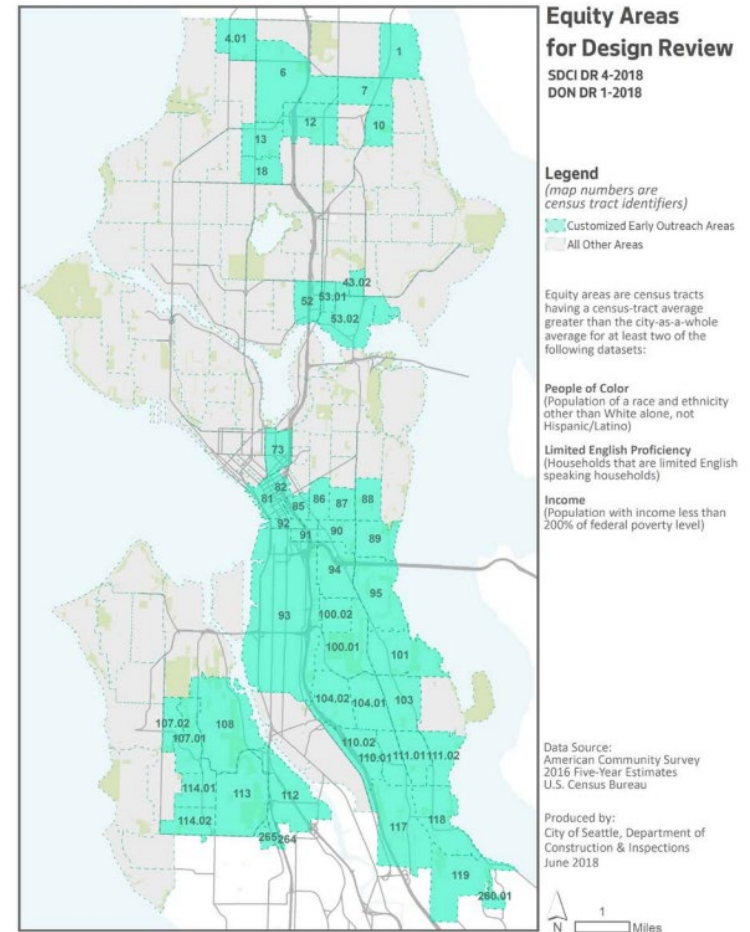 Equity Areas
for Design Review
SDCI DR 4-2018
DON DR 1-2018
Legend
(map numbers are
census tract identifiers)
Customized Early Outreach Areas
All Other Areas
Equity areas are census tracts
having a census-tract average
greater than the city-as-a-whole
average for at least two of the
following datasets:
People of Color
(Population of a race and ethnicity
other than White alone, not
Hispanic/Latino)
Limited English Proficiency
(Households that are limited English
speaking households)
Income
(Population with income less than
200% of federal poverty level)
Data Source:
American Community Survey
2016 Five-Year Estimates
U.S. Census Bureau
Produced by:
City of Seattle, Department of
Construction & Inspections
June 2018
N
1
Miles
4.01
1
6
7
12
10
13
18
43.02
52
53.01
53.02
73
82
81
85
86
87
88
92
91
90
89
94
95
93
100.02
100.01
101
104.02
104.01
103
107.02
107.01
108
110.02
110.01
111.01
111.02
114.01
113
112
114.02
117
118
265
264
119
260.01